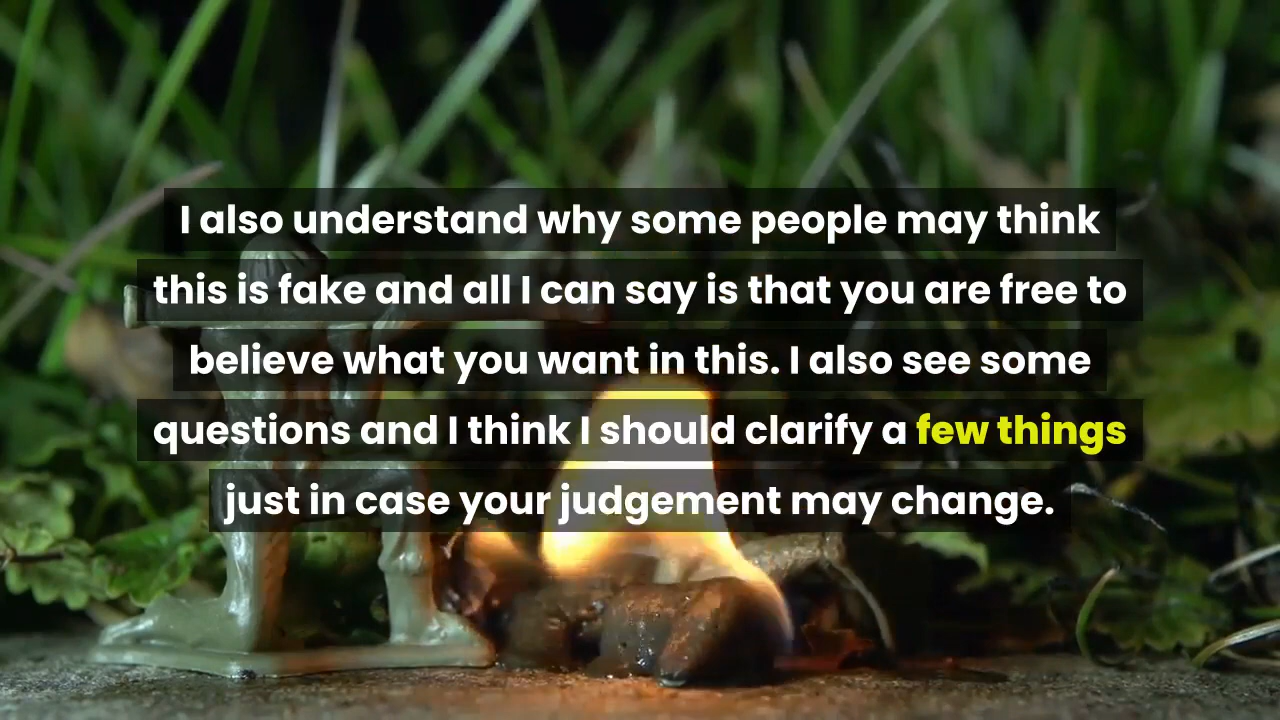 I also understand why some people may think
this is fake and all I can say is that you are free to
believe what you want in this. I also see some
questions and I think I should clarify a few things
just in case your judgement may change.